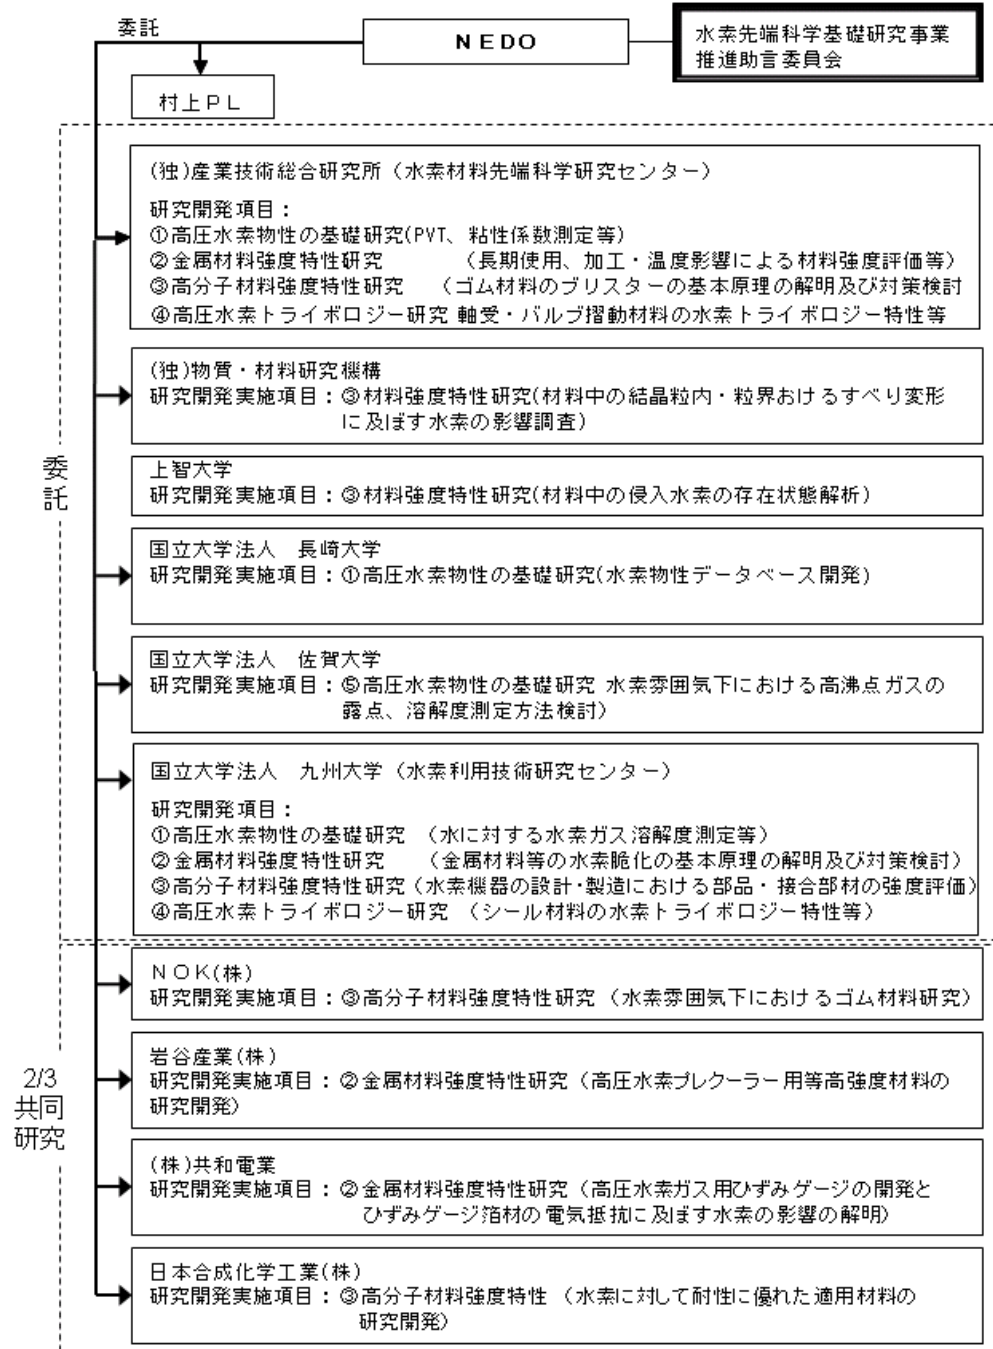 委託
NEDO
水素先端科学基礎研究事業
推進助言委員会
村上PL
(独)産業技術総合研究所（水素材料先端科学研究センター）
研究開発項目：
①高圧水素物性の基礎研究(PVT、粘性係数測定等)
②金属材料強度特性研究　　　（長期使用、加工・温度影響による材料強度評価等）
③高分子材料強度特性研究　（ゴム材料のブリスターの基本原理の解明及び対策検討
④高圧水素トライボロジー研究 軸受・バルブ摺動材料の水素トライボロジー特性等
(独)物質・材料研究機構
研究開発実施項目：③材料強度特性研究(材料中の結晶粒内・粒界おけるすべり変形
に及ぼす水素の影響調査)
上智大学
研究開発実施項目：③材料強度特性研究(材料中の侵入水素の存在状態解析)
国立大学法人　長崎大学
研究開発実施項目：①高圧水素物性の基礎研究(水素物性データベース開発)
国立大学法人　佐賀大学
研究開発実施項目：⑤高圧水素物性の基礎研究 水素雰囲気下における高沸点ガスの
露点、溶解度測定方法検討)
国立大学法人　九州大学（水素利用技術研究センター）
研究開発項目：
①高圧水素物性の基礎研究　（水に対する水素ガス溶解度測定等）
②金属材料強度特性研究　　（金属材料等の水素脆化の基本原理の解明及び対策検討）
③高分子材料強度特性研究（水素機器の設計・製造における部品・接合部材の強度評価）
④高圧水素トライボロジー研究　（シール材料の水素トライボロジー特性等）
委
託
NOK(株)
研究開発実施項目：③高分子材料強度特性研究（水素雰囲気下におけるゴム材料研究）
岩谷産業(株)
研究開発実施項目：②金属材料強度特性研究（高圧水素プレクーラー用等高強度材料の
研究開発）
(株)共和電業
研究開発実施項目：②金属材料強度特性研究（高圧水素ガス用ひずみゲージの開発と
ひずみゲージ箔材の電気抵抗に及ぼす水素の影響の解明）
日本合成化学工業(株)
研究開発実施項目：③高分子材料強度特性（水素に対して耐性に優れた適用材料の
研究開発）
2/3
共同
研究